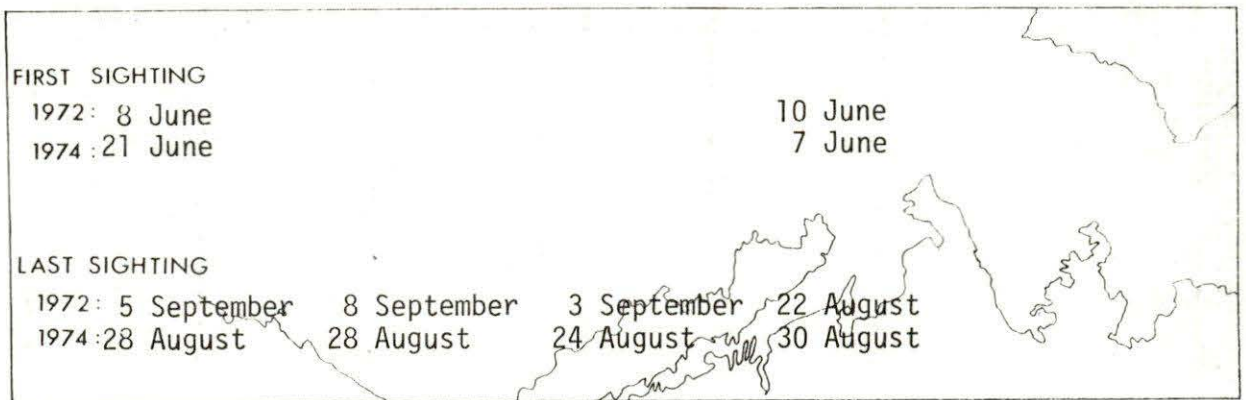 FIRST SIGHTING
1972: 8 June 10 June
1974: 21 June 7 June
LAST SIGHTING
1972: 5 September 8 September 3 September 22 August
1974: 28 August 28 August 24 August 30 August